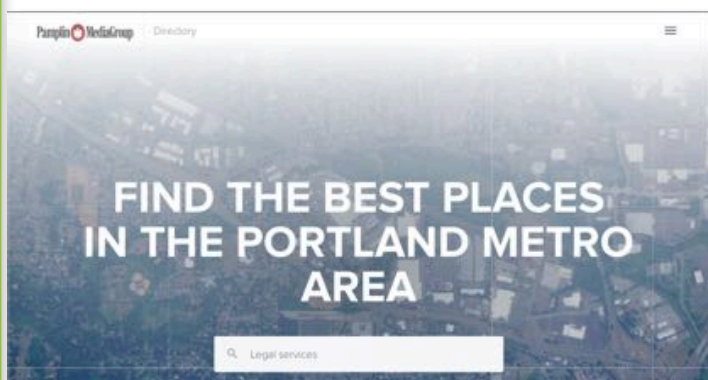 Pamplin MediaGroup Directory
FIND THE BEST PLACES
IN THE PORTLAND METRO
AREA
Legal services